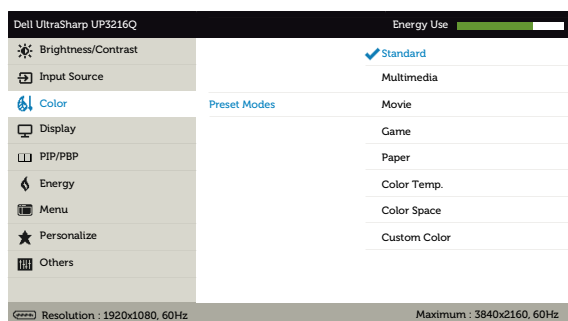 Dell UltraSharp UP3216Q Energy Use
Brightness/Contrast
Input Source
Color
Display
PIP/PBP
Energy
Menu
Personalize
Others
Preset Modes
Standard
Multimedia
Movie
Game
Paper
Color Temp.
Color Space
Custom Color
Resolution : 1920x1080, 60Hz Maximum : 3840x2160, 60Hz